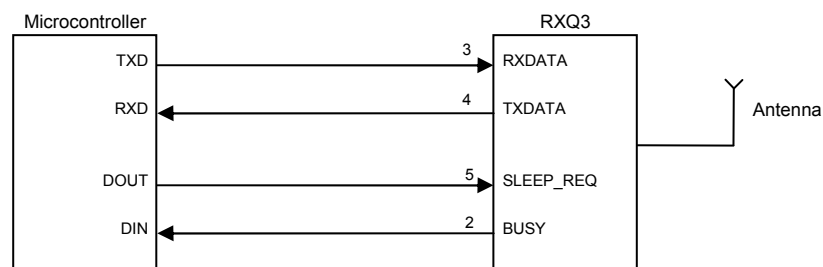 Microcontroller RXQ3
TXD 3 RXDATA
RXD 4 TXDATA
Antenna
DOUT 5 SLEEP_REQ
DIN 2 BUSY